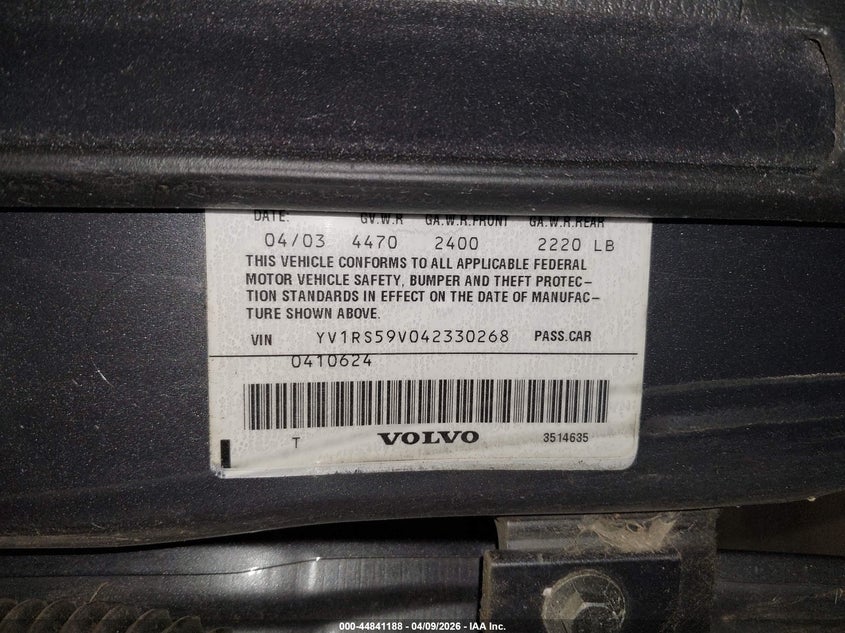 DATE: G.V.W.R GA.W.R.FRONT GA.W.R.REAR
04/03 4470 2400 2220 LB
THIS VEHICLE CONFORMS TO ALL APPLICABLE FEDERAL
MOTOR VEHICLE SAFETY, BUMPER AND THEFT PROTEC-
TION STANDARDS IN EFFECT ON THE DATE OF MANUFAC-
TURE SHOWN ABOVE.
VIN YV1RS59V042330268 PASS.CAR
0410624
T VOLVO 3514635
000-44841188 - 04/09/2026 - IAA Inc.